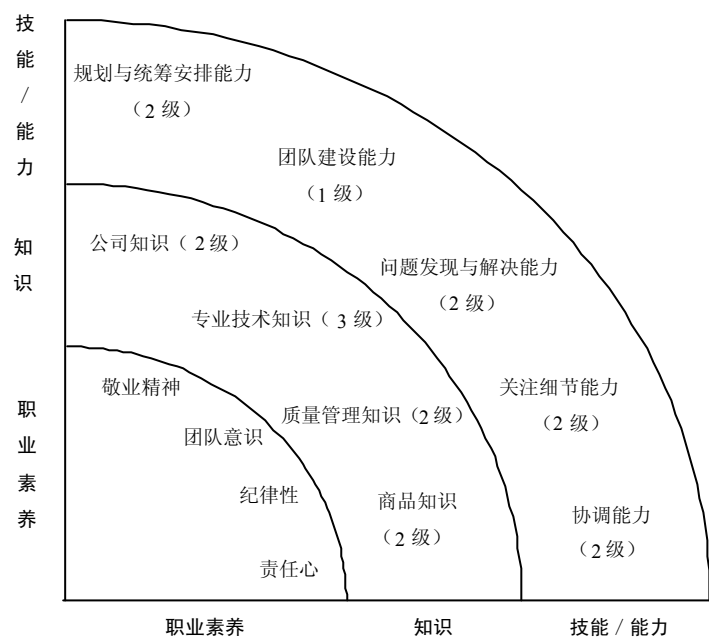 技能/能力
知识
职业素养
规划与统筹安排能力
（2 级）
团队建设能力
（1 级）
公司知识（ 2 级）
问题发现与解决能力
（2 级）
专业技术知识（ 3 级）
敬业精神
关注细节能力
（2 级）
质量管理知识（2 级）
团队意识
纪律性
商品知识
（2 级）
协调能力
（2 级）
责任心
职业素养 知识 技能 / 能力